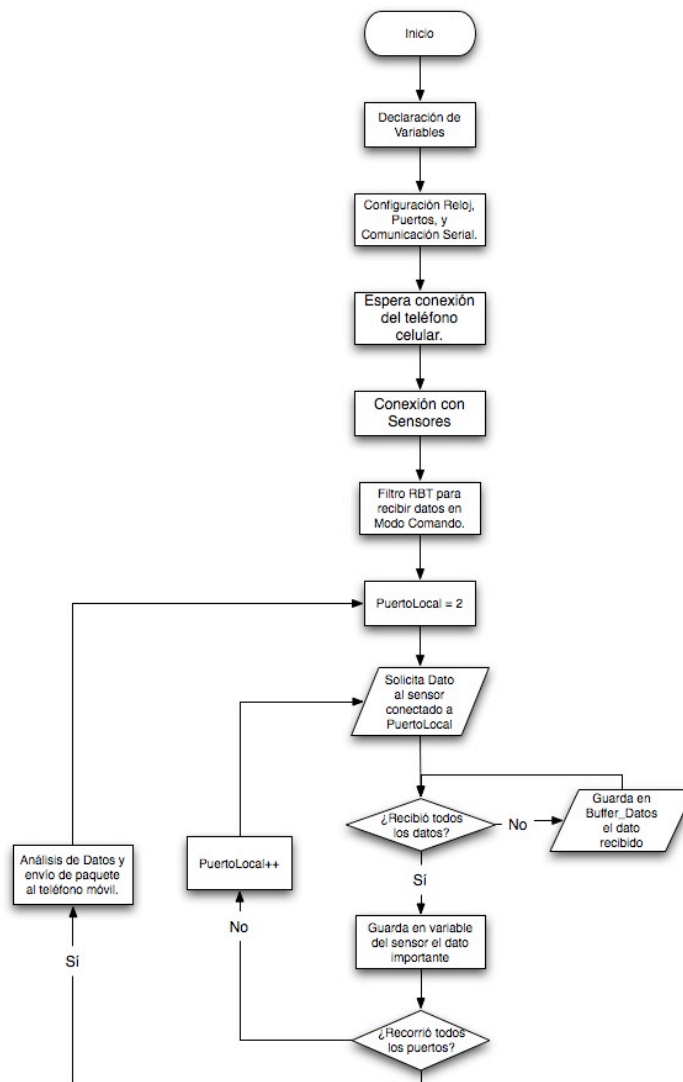 Inicio
Declaración de
Variables
Configuración Reloj,
Puertos, y
Comunicación Serial.
Espera conexión
del teléfono
celular.
Conexión con
Sensores
Filtro RBT para
recibir datos en
Modo Comando.
PuertoLocal = 2
Solicita Dato
al sensor
conectado a
PuertoLocal
¿Recibió todos
los datos?
No
Guarda en
Buffer_Datos
el dato
recibido
Sí
Guarda en variable
del sensor el dato
importante
¿Recorrió todos
los puertos?
No
PuertoLocal++
Sí
Análisis de Datos y
envío de paquete
al teléfono móvil.